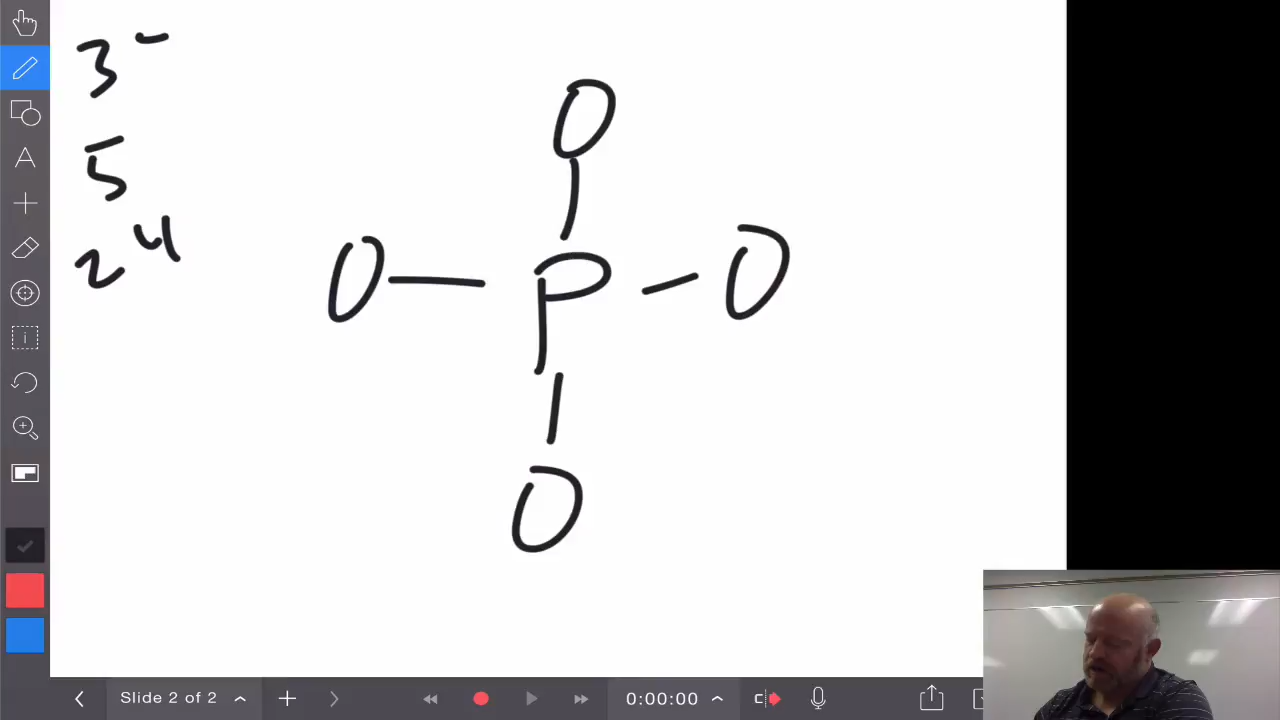 3 -
5
24
O
O — P - O
O
A
i
Slide 2 of 2
0:00:00